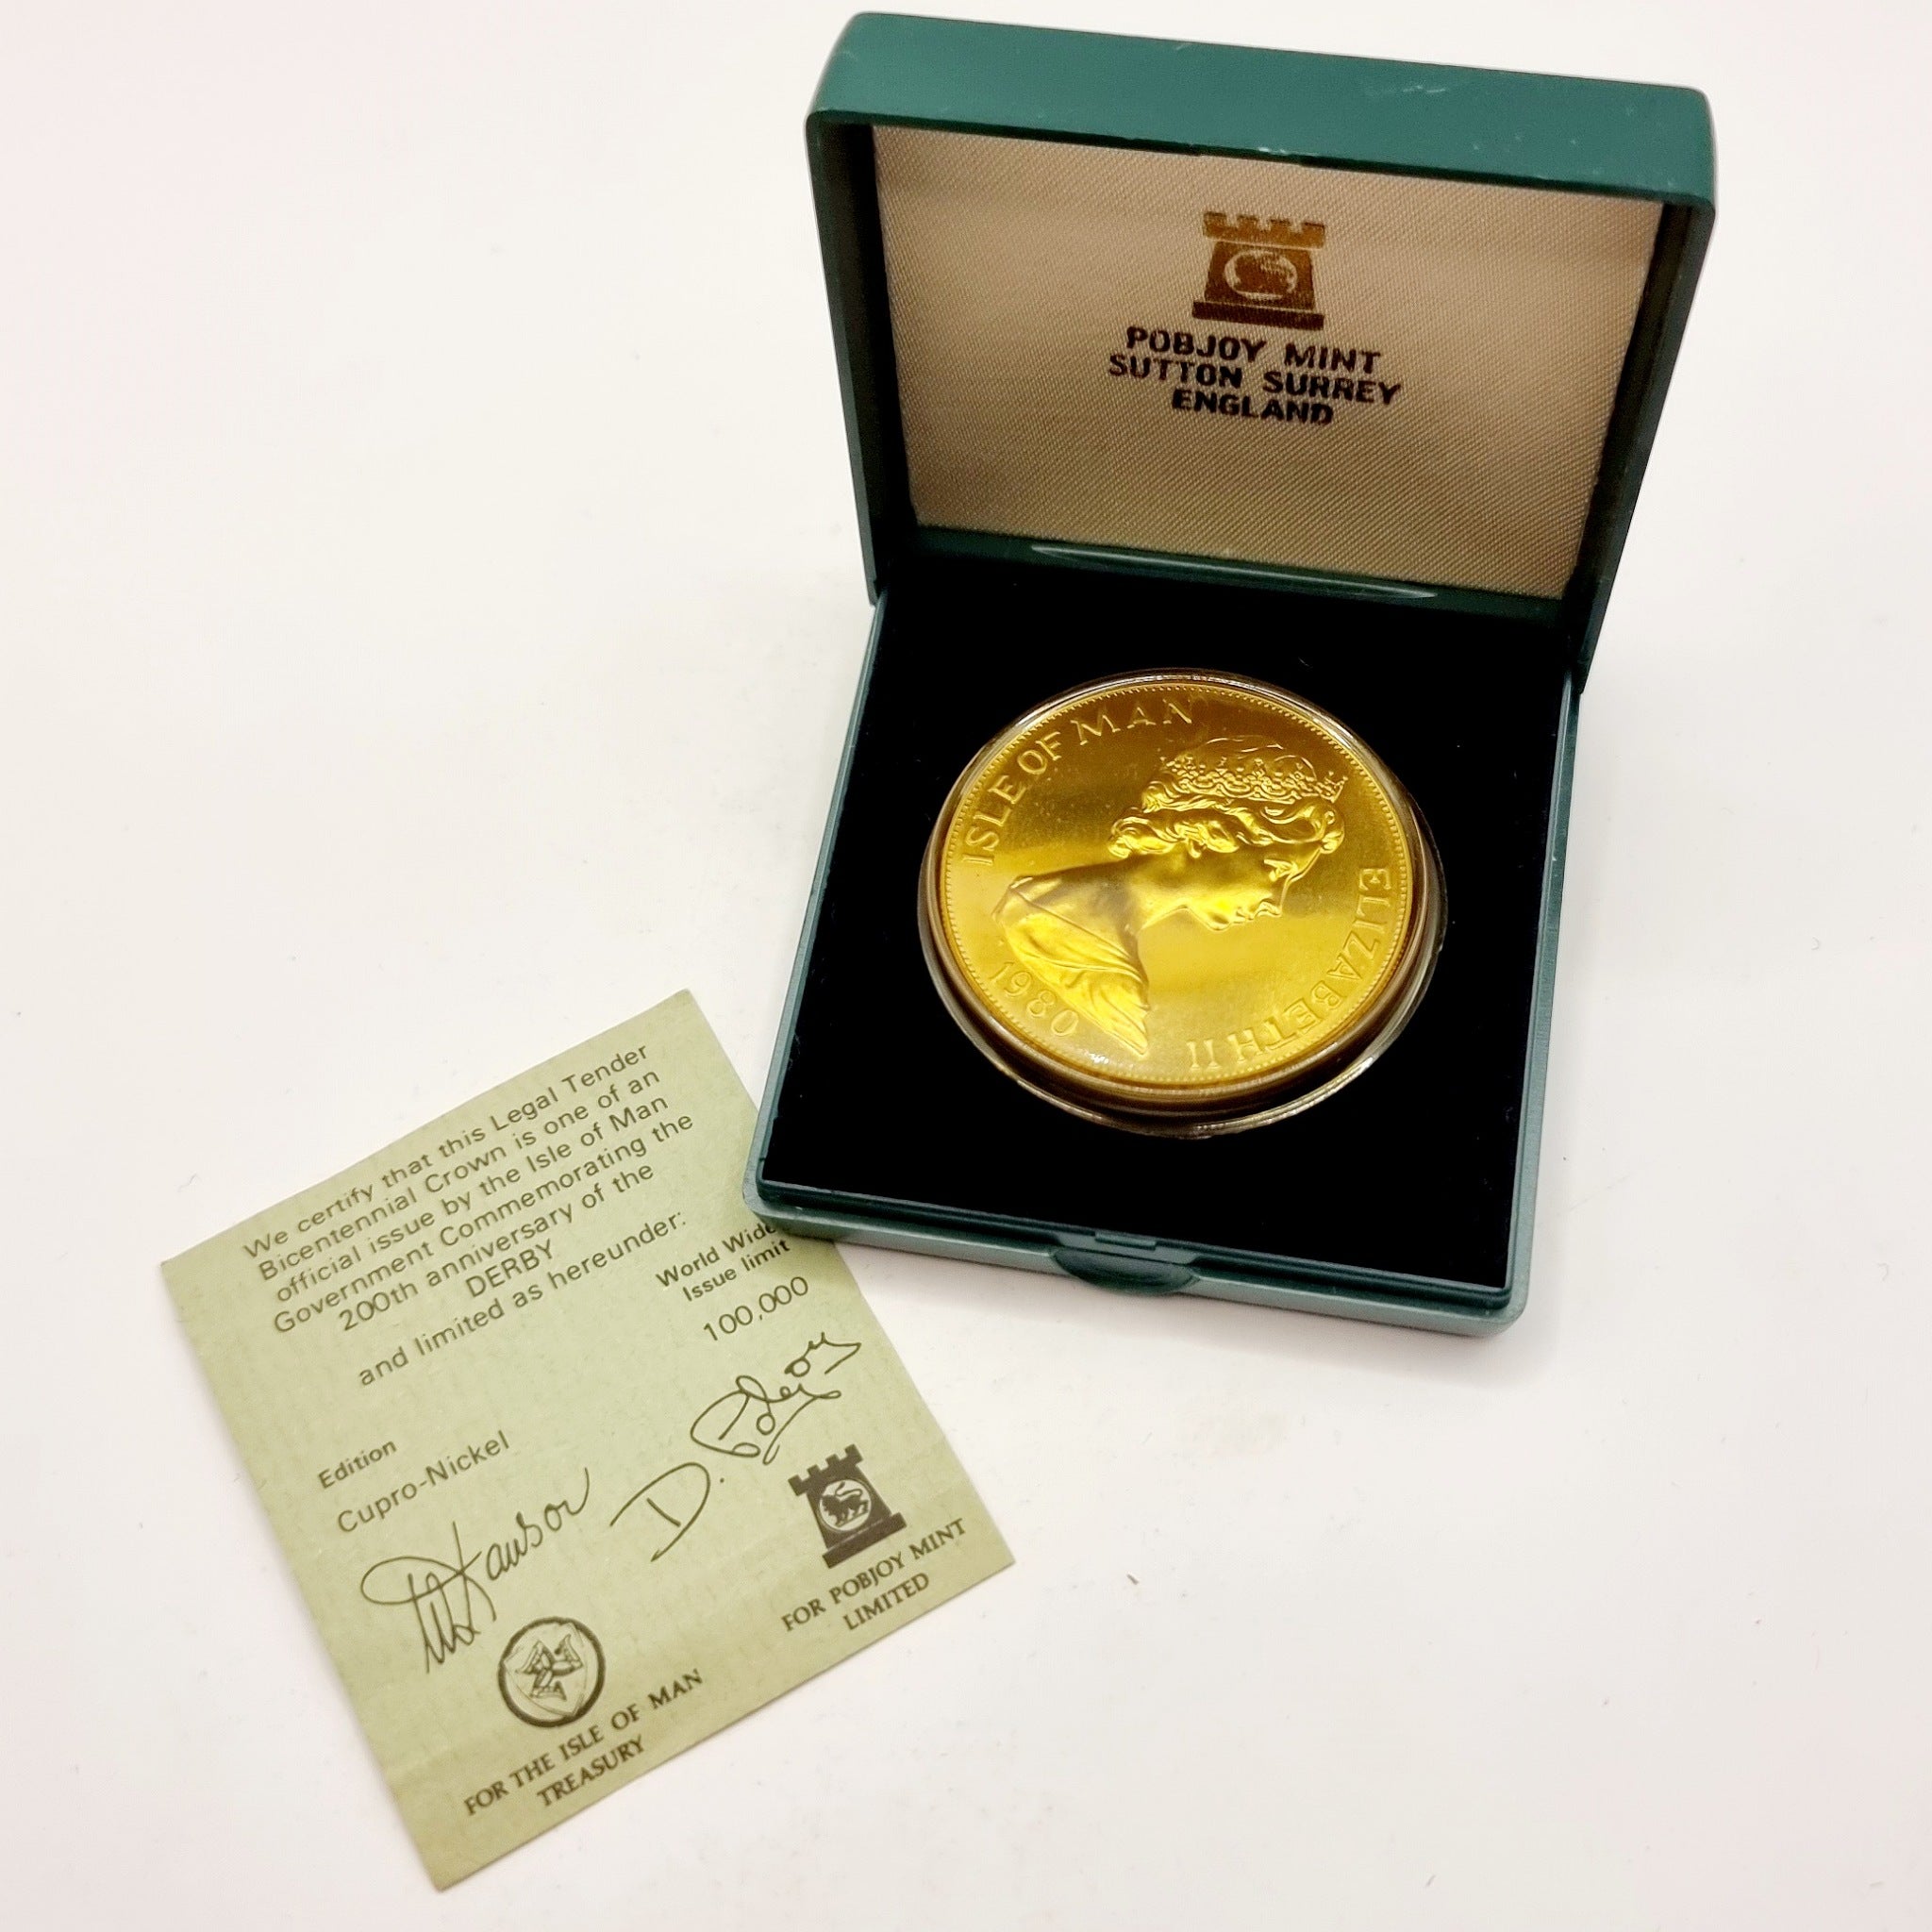 POBJOY MINT
SUTTON SURREY
ENGLAND
ISLE OF MAN
ELIZABETH II
1980
We certify that this Legal Tender
Bicentennial Crown is one of an
official issue by the Isle of Man
Government Commemorating the
200th anniversary of the
DERBY
and limited as hereunder:
World Wide
Issue limit
100,000
Edition
Cupro-Nickel
D. Pobjoy
FOR POBJOY MINT
LIMITED
FOR THE ISLE OF MAN
TREASURY